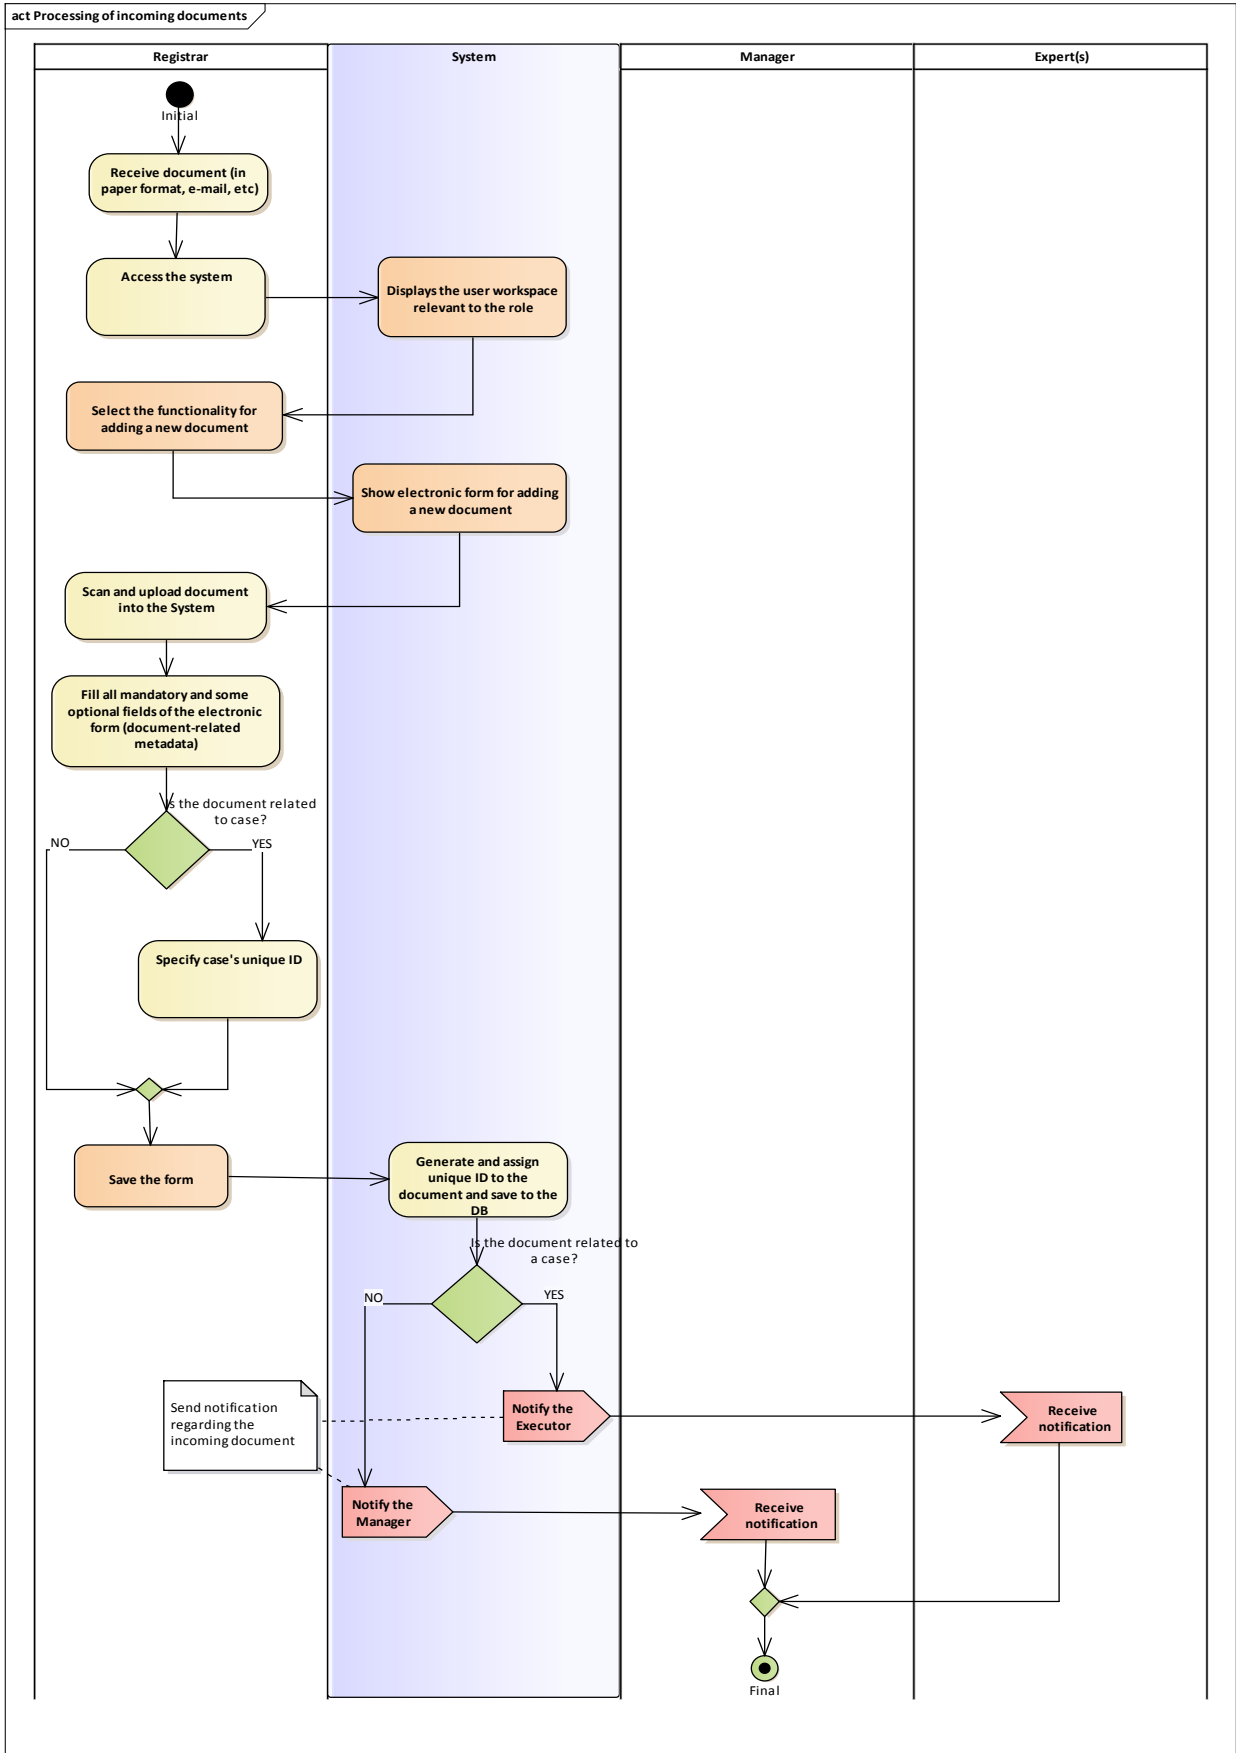 act Processing of incoming documents
Registrar
System
Manager
Expert(s)
Initial
Receive document (in
paper format, e-mail, etc)
Access the system
Displays the user workspace
relevant to the role
Select the functionality for
adding a new document
Show electronic form for adding
a new document
Scan and upload document
into the System
Fill all mandatory and some
optional fields of the electronic
form (document-related
metadata)
Is the document related
to case?
NO
YES
Specify case's unique ID
Save the form
Generate and assign
unique ID to the
document and save to the
DB
Is the document related to
a case?
NO
YES
Send notification
regarding the
incoming document
Notify the
Executor
Receive
notification
Notify the
Manager
Receive
notification
Final